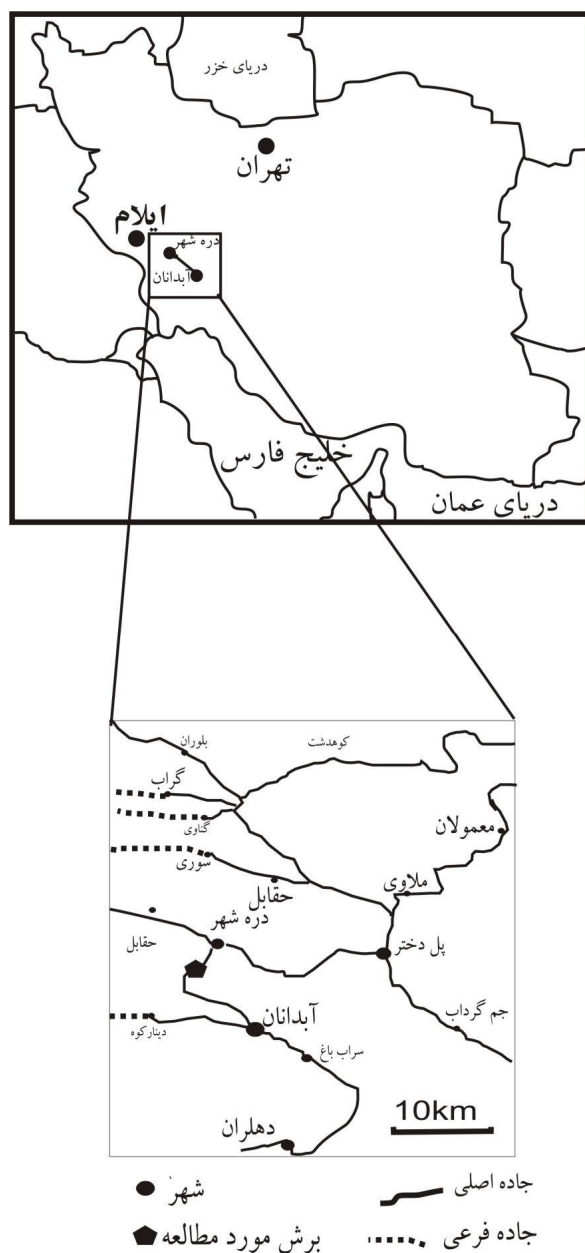 دریای خزر
تهران
ایلام
دره شهر
آبدانان
خلیج فارس
دریای عمان
بلوران
کوهدشت
گراب
گناوی
معمولان
سوری
ملاوی
حقابل
دره شهر
حقابل
پل دختر
آبدانان
جم گرداب
دینارکوه
سراب باغ
10km
دهلران
جاده اصلی
شهر
جاده فرعی
برش مورد مطالعه